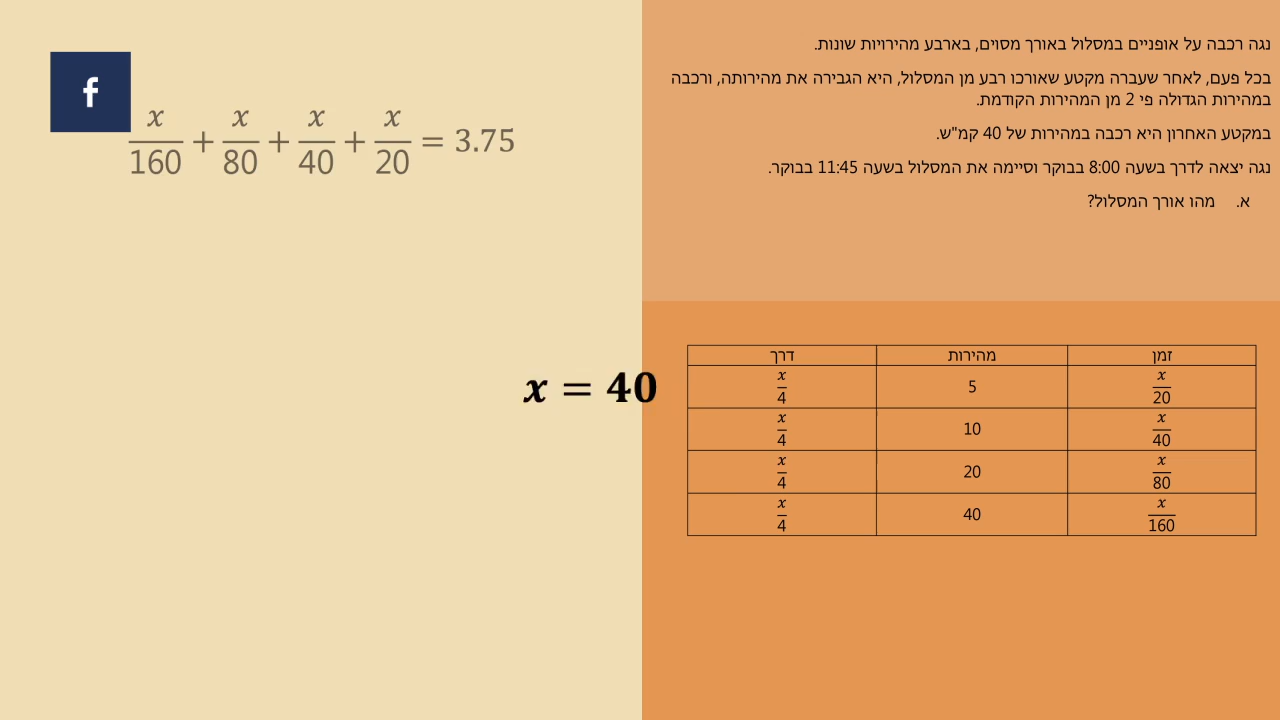 נגה רכבה על אופניים במסלול באורך מסוים, בארבע מהירויות שונות.
בכל פעם, לאחר שעברה מקטע שאורכו רבע מן המסלול, היא הגבירה את מהירותה, ורכבה
במהירות הגדולה פי 2 מן המהירות הקודמת.
במקטע האחרון היא רכבה במהירות של 40 קמ"ש.
נגה יצאה לדרך בשעה 8:00 בבוקר וסיימה את המסלול בשעה 11:45 בבוקר.
א. מהו אורך המסלול?
f
x/160 + x/80 + x/40 + x/20 = 3.75
x = 40
זמן מהירות דרך
x/20 5 x/4
x/40 10 x/4
x/80 20 x/4
x/160 40 x/4